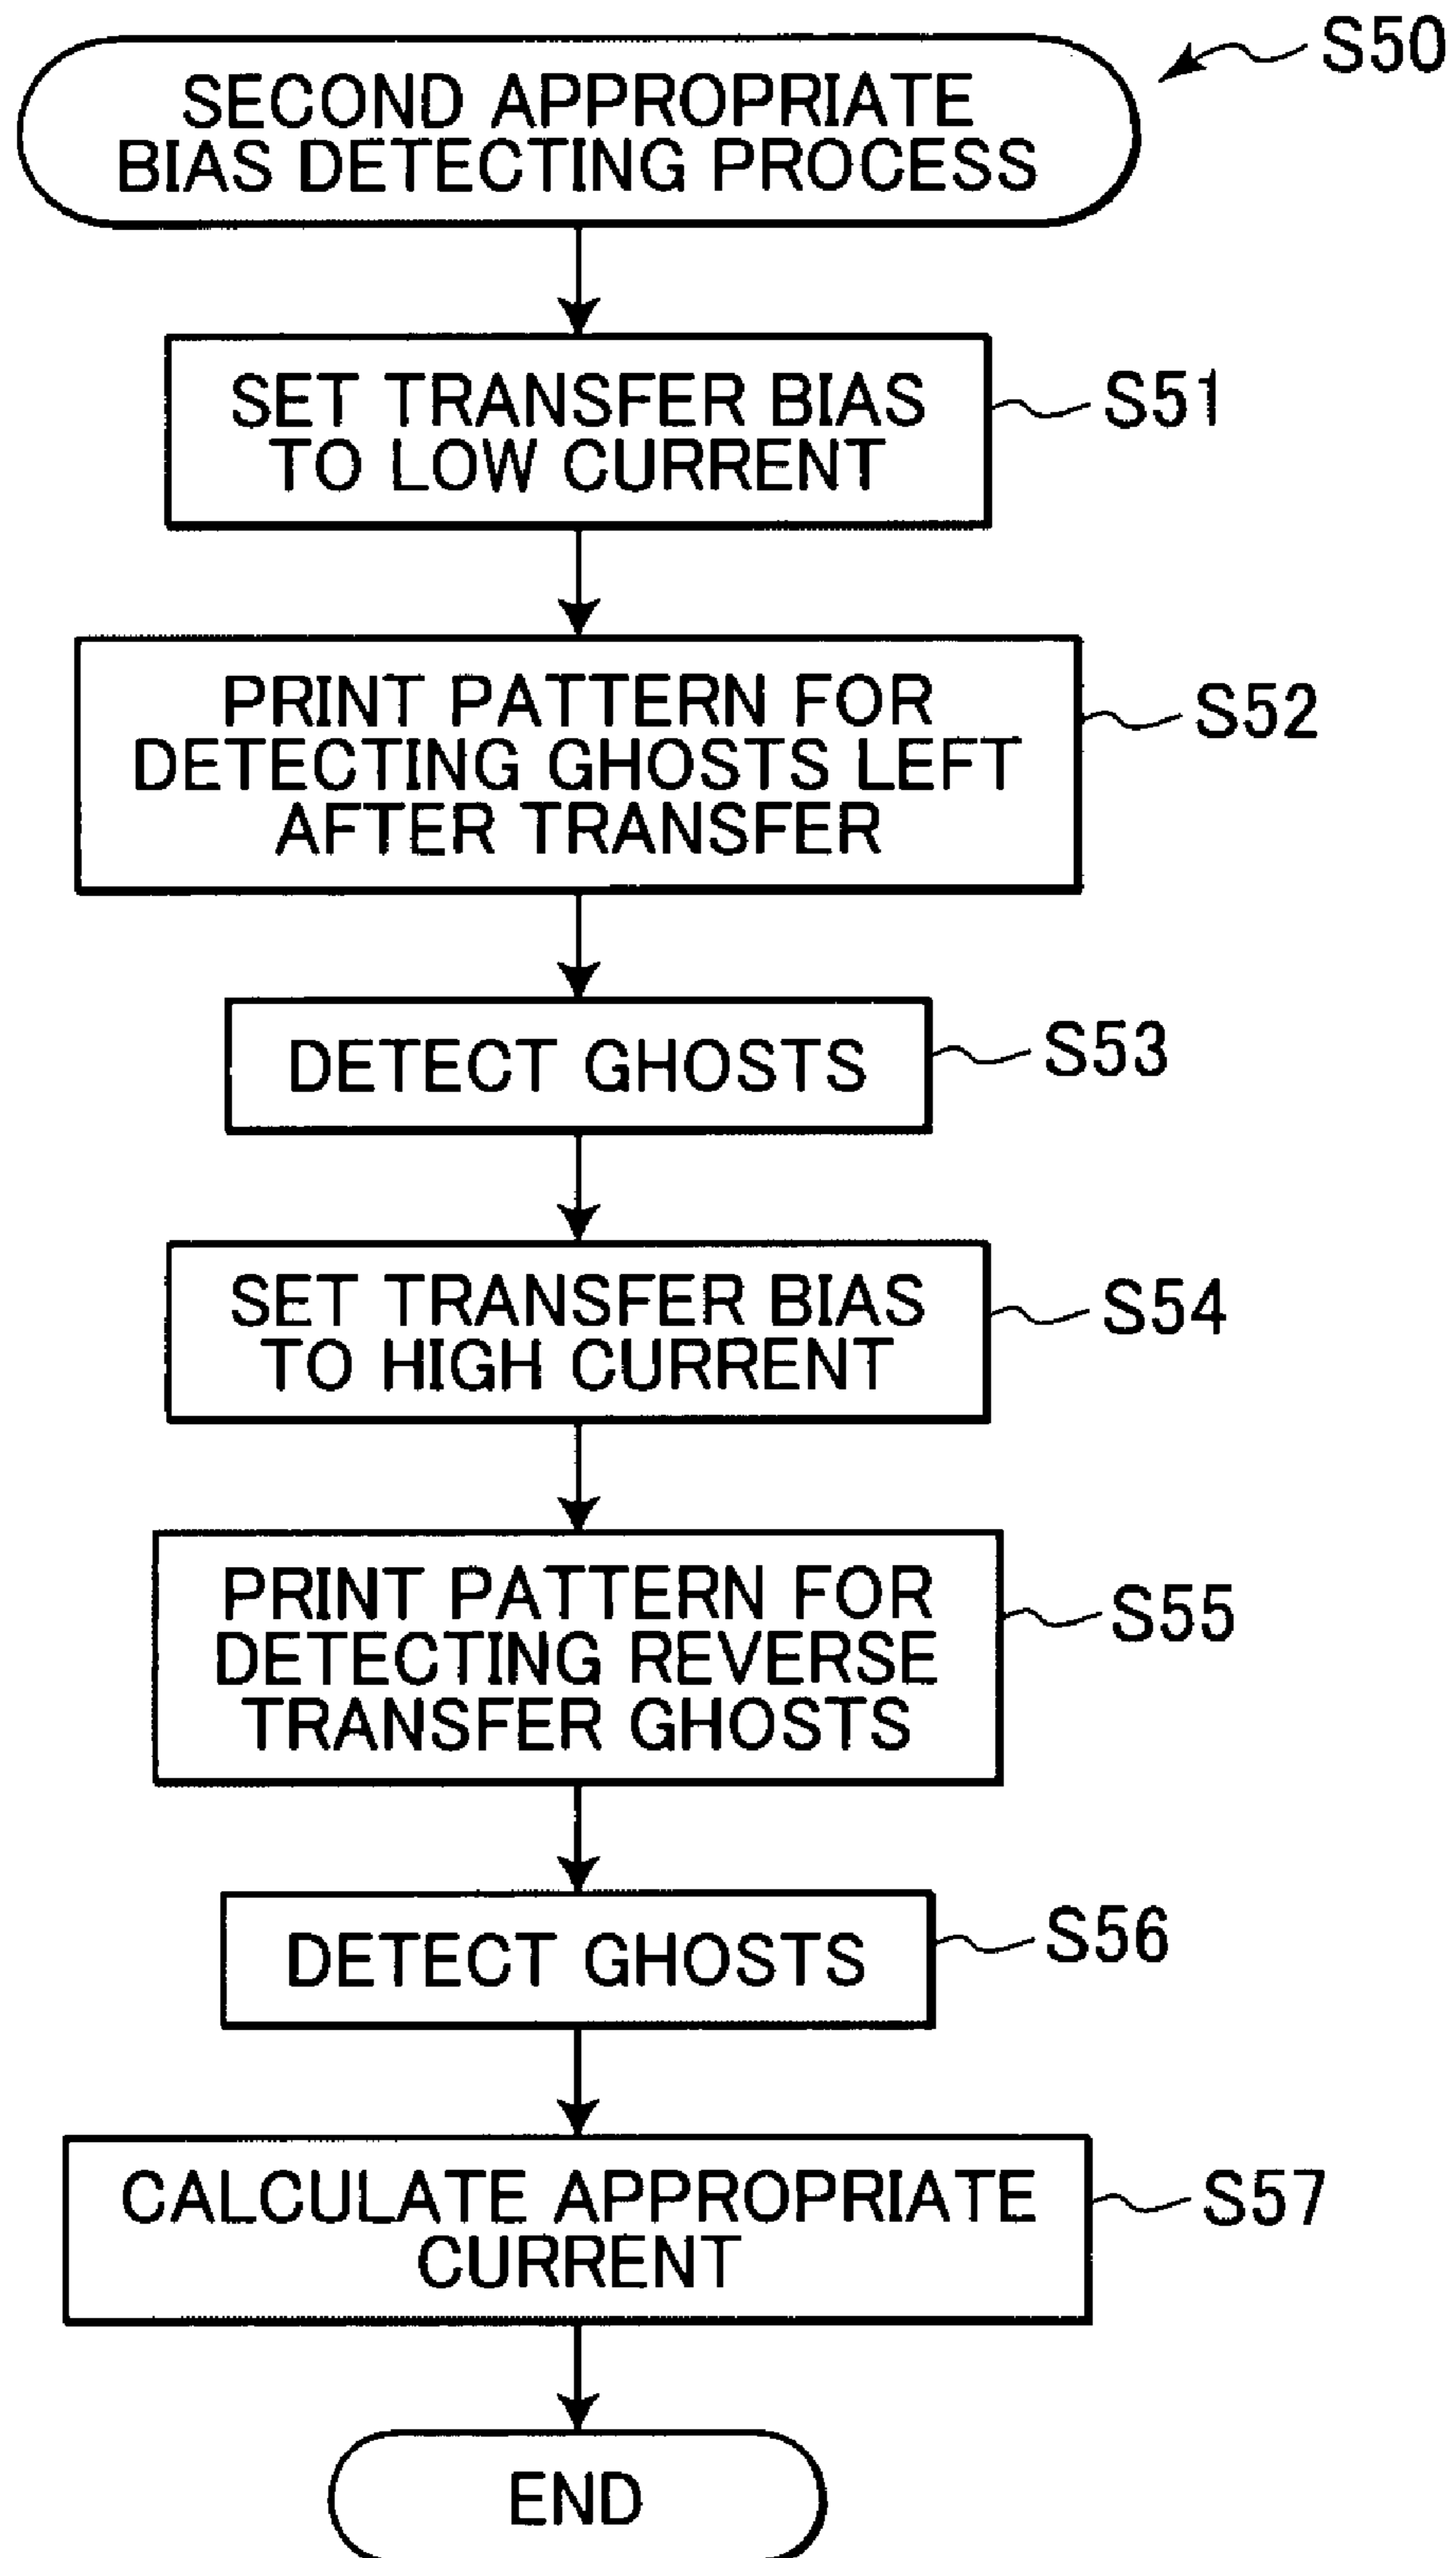 S50
SECOND APPROPRIATE
BIAS DETECTING PROCESS
SET TRANSFER BIAS
TO LOW CURRENT
S51
PRINT PATTERN FOR
DETECTING GHOSTS LEFT
AFTER TRANSFER
S52
DETECT GHOSTS
S53
SET TRANSFER BIAS
TO HIGH CURRENT
S54
PRINT PATTERN FOR
DETECTING REVERSE
TRANSFER GHOSTS
S55
DETECT GHOSTS
S56
CALCULATE APPROPRIATE
CURRENT
S57
END